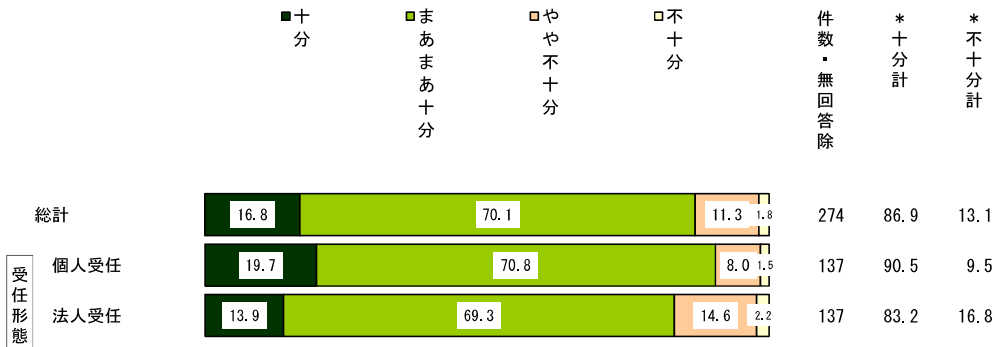 ■十分
■まあまあ十分
■やや不十分
□不十分
件数・無回答除
*十分計
*不十分計
総計 16.8 70.1 11.3 1.8 274 86.9 13.1
受任形態
個人受任 19.7 70.8 8.0 1.5 137 90.5 9.5
法人受任 13.9 69.3 14.6 2.2 137 83.2 16.8